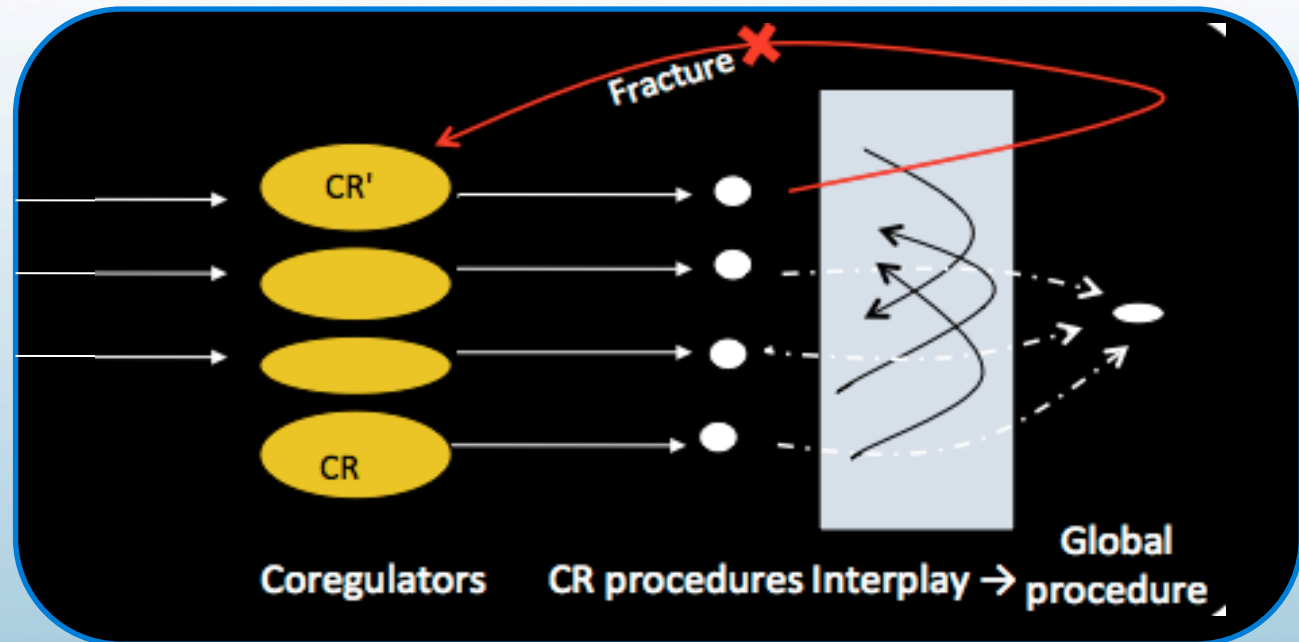 Fracture
CR'
CR
Coregulators
CR procedures
Interplay →
Global
procedure